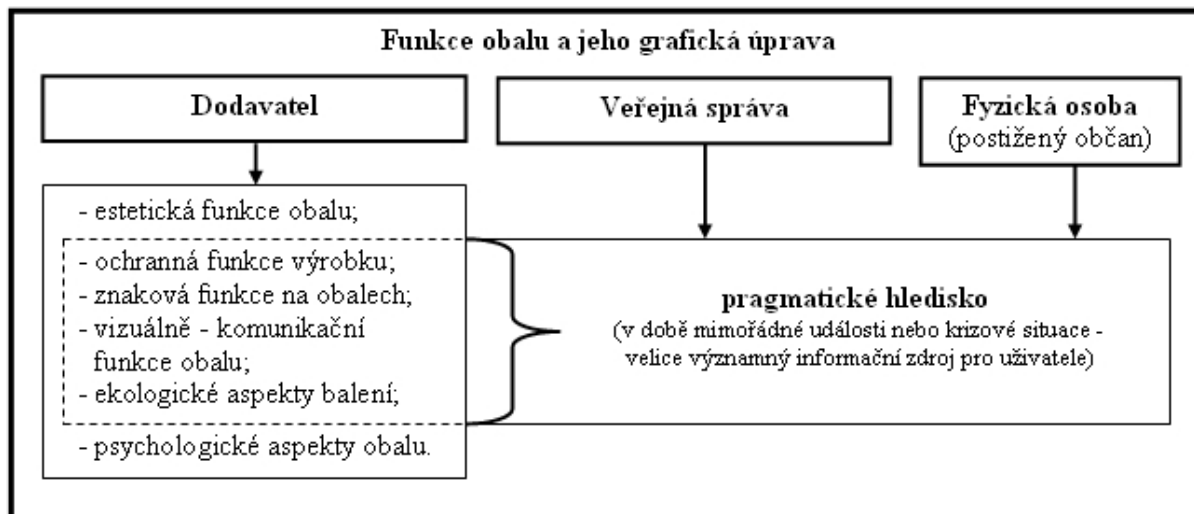 Funkce obalu a jeho grafická úprava
Dodavatel
Veřejná správa
Fyzická osoba
(postižený občan)
- estetická funkce obalu;
- ochranná funkce výrobku;
- znaková funkce na obalech;
- vizuálně - komunikační
funkce obalu;
- ekologické aspekty balení;
- psychologické aspekty obalu.
pragmatické hledisko
(v době mimořádné události nebo krizové situace -
velice významný informační zdroj pro uživatele)